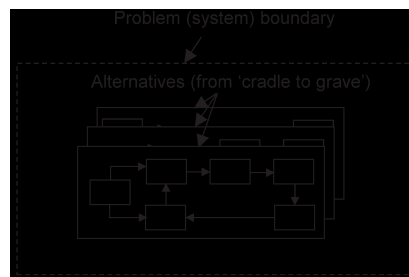 Problem (system) boundary
Alternatives (from ‘cradle to grave’)